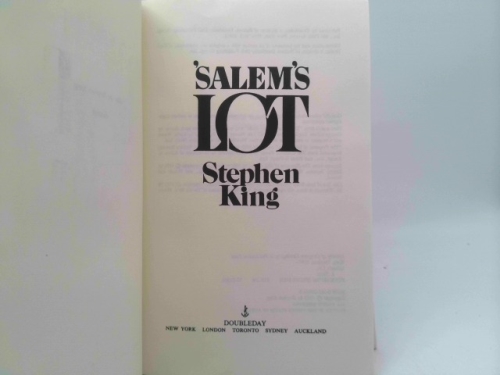 'SALEM'S
LOT
Stephen
King
DOUBLEDAY
NEW YORK LONDON TORONTO SYDNEY AUCKLAND